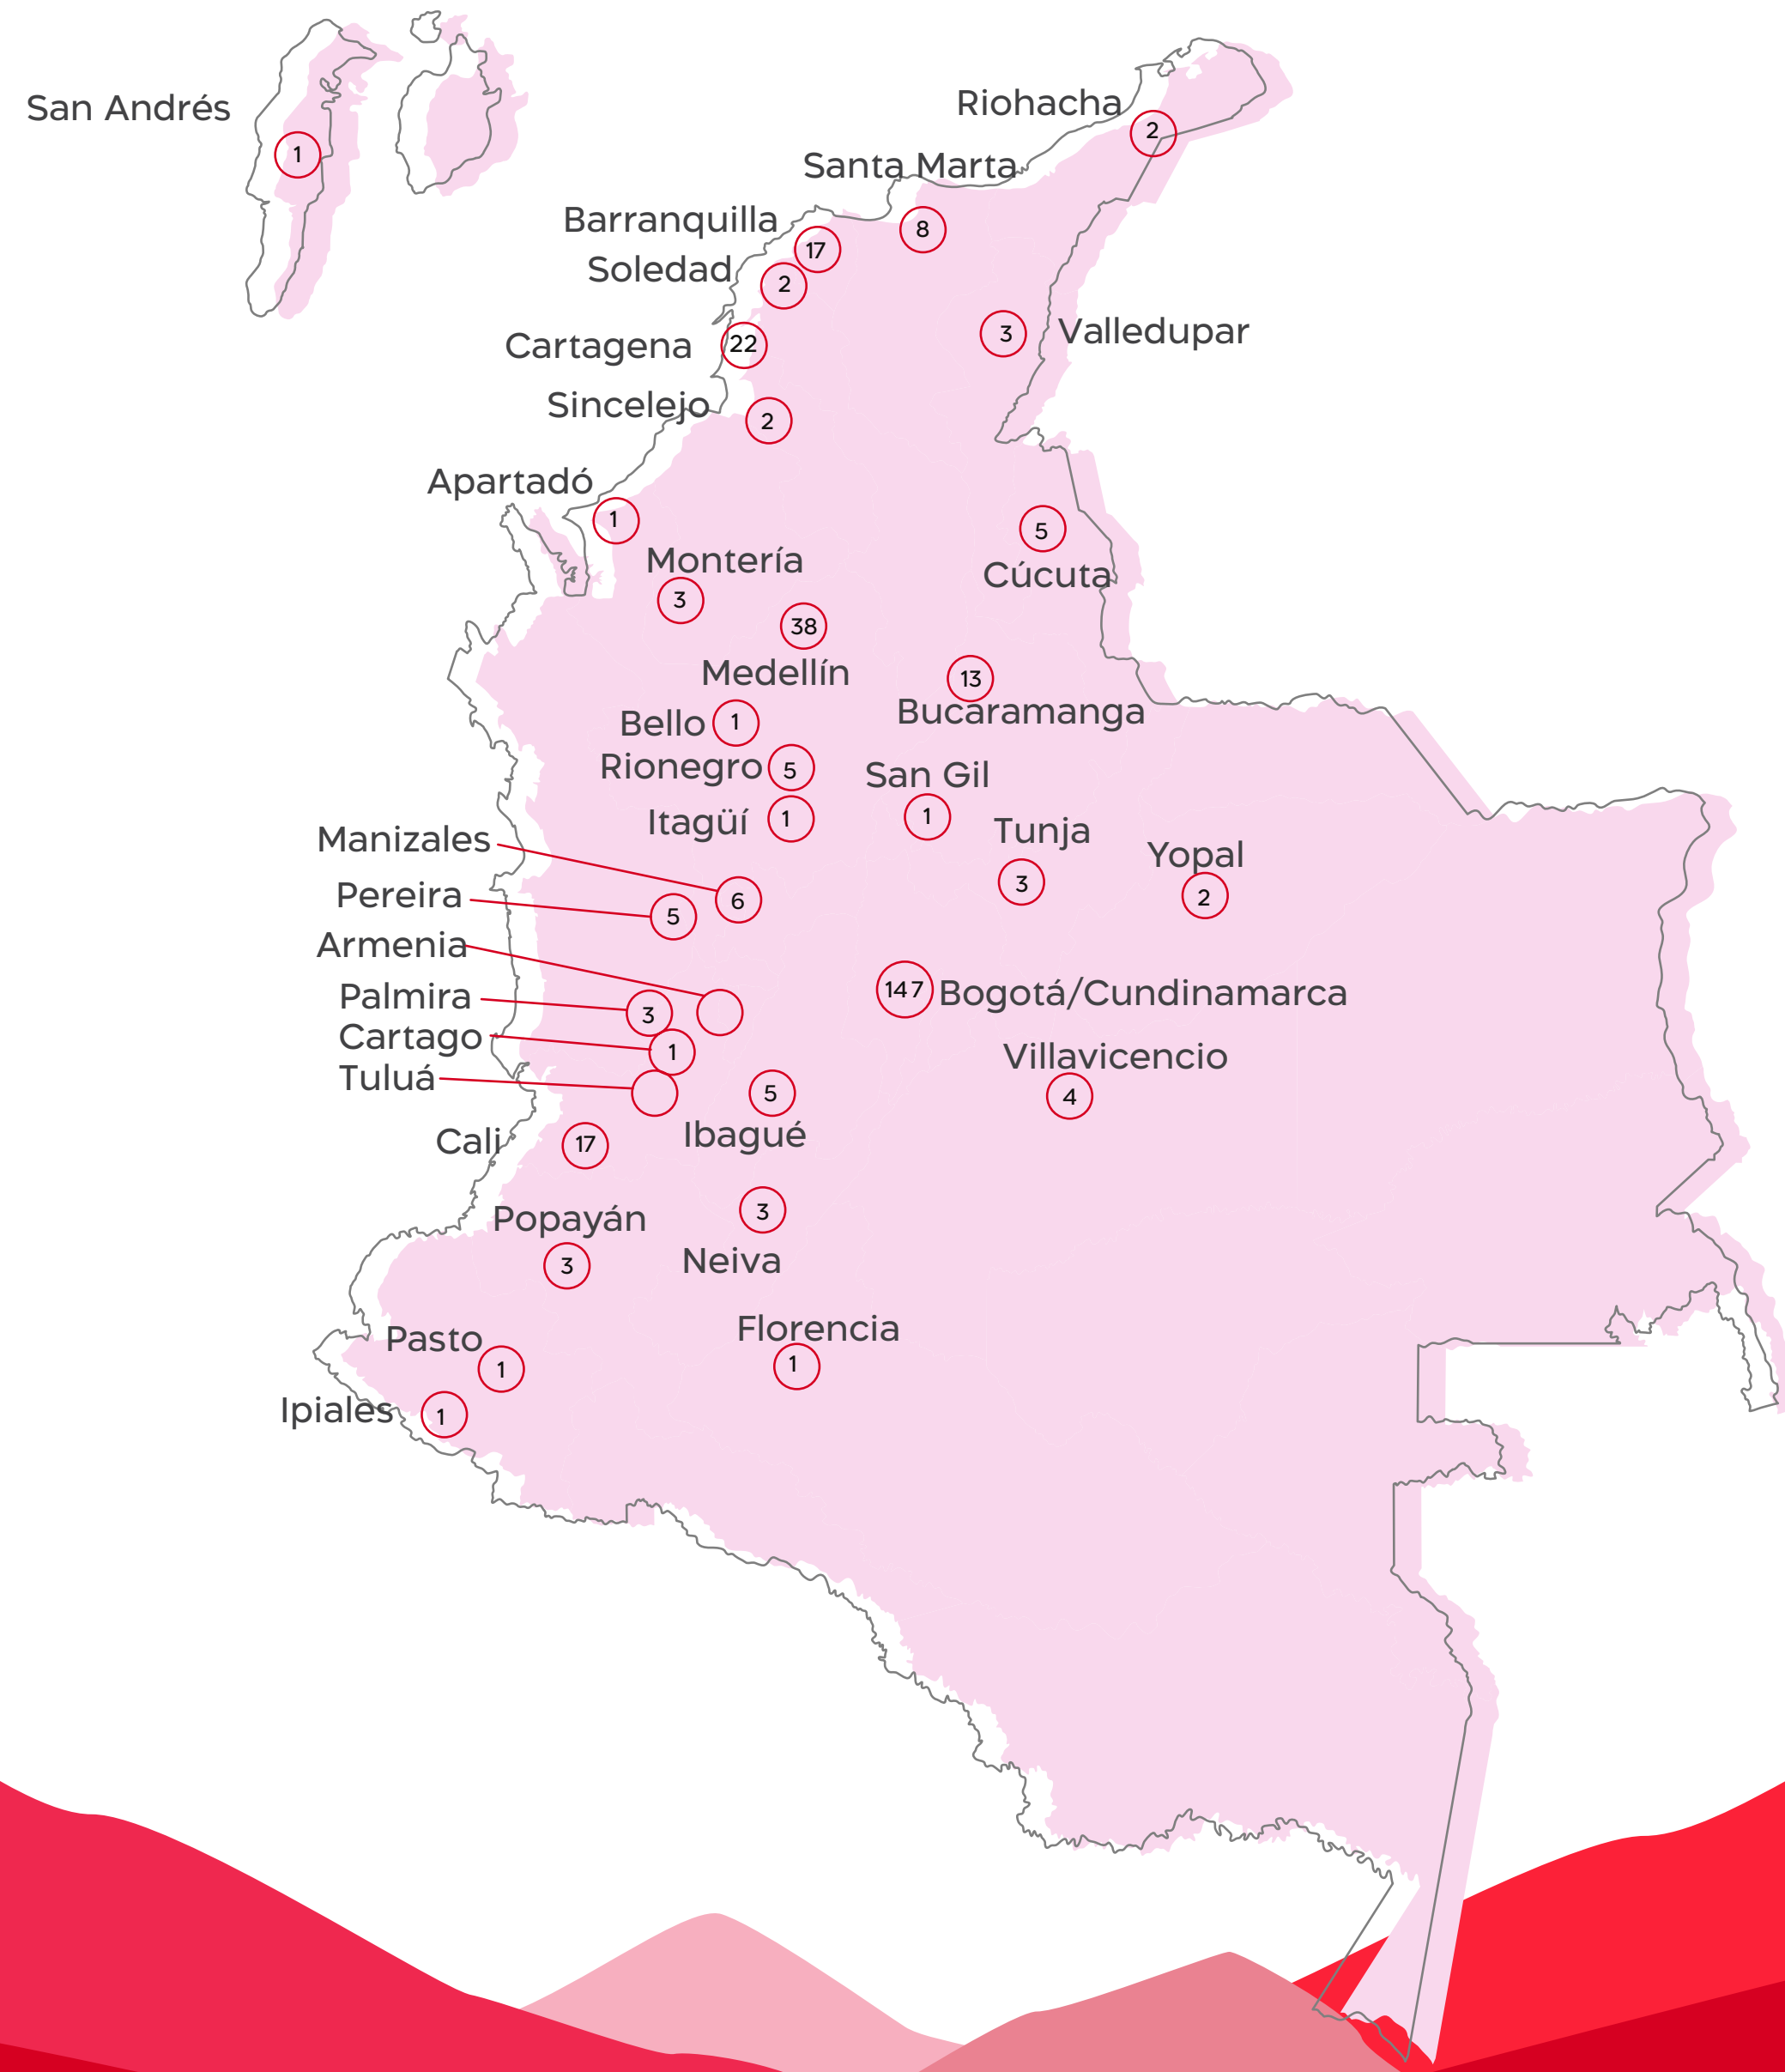 San Andrés
1
Riohacha
2
Santa Marta
8
Barranquilla
17
Soledad
2
Cartagena
22
Valledupar
3
Sincelejo
2
Apartadó
1
Cúcuta
5
Montería
3
38
Medellín
13
Bucaramanga
Bello
1
Rionegro
5
San Gil
1
Itagüí
1
Tunja
3
Manizales
6
Yopal
2
Pereira
5
Armenia
147
Bogotá/Cundinamarca
Palmira
3
Cartago
1
Villavicencio
4
Tuluá
5
Ibagué
Cali
17
3
Neiva
Popayán
3
Florencia
1
Pasto
1
Ipiales
1